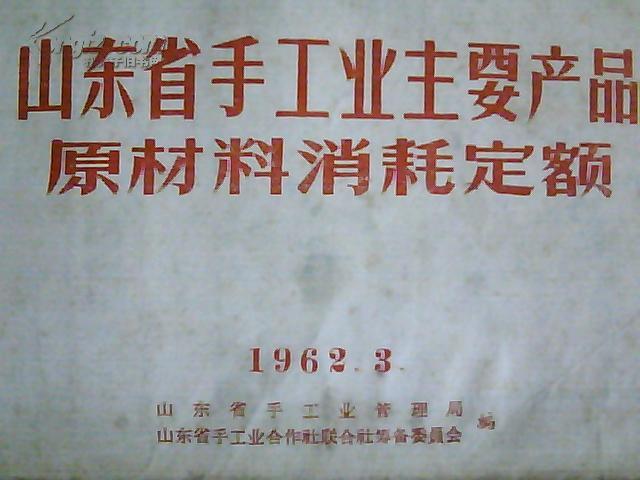 山东省手工业主要产品
原材料消耗定额
1962.3.
山东省手工业管理局
山东省手工业合作社联合社筹备委员会 编